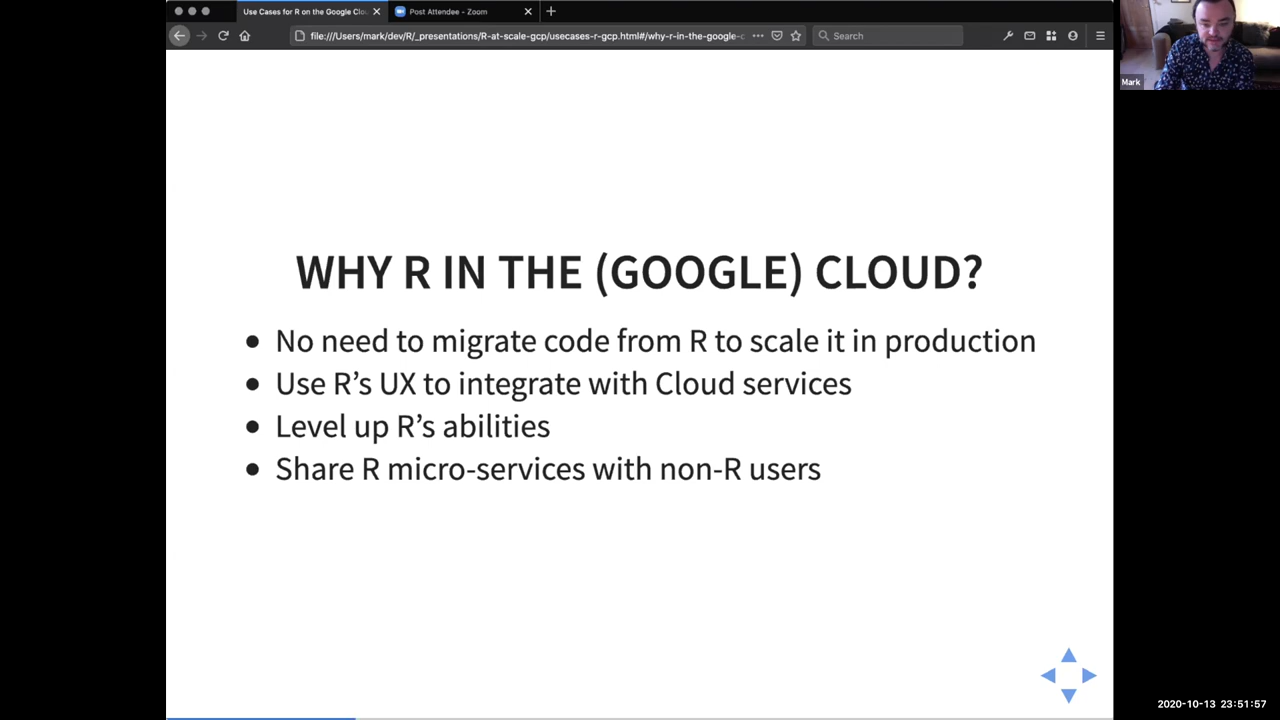 Use Cases for R on the Google Clou
Post Attendee - Zoom
file:///Users/mark/dev/R/_presentations/R-at-scale-gcp/usecases-r-gcp.html#/why-r-in-the-google-c
Search
Mark
WHY R IN THE (GOOGLE) CLOUD?
• No need to migrate code from R to scale it in production
• Use R’s UX to integrate with Cloud services
• Level up R’s abilities
• Share R micro-services with non-R users
2020-10-13 23:51:57